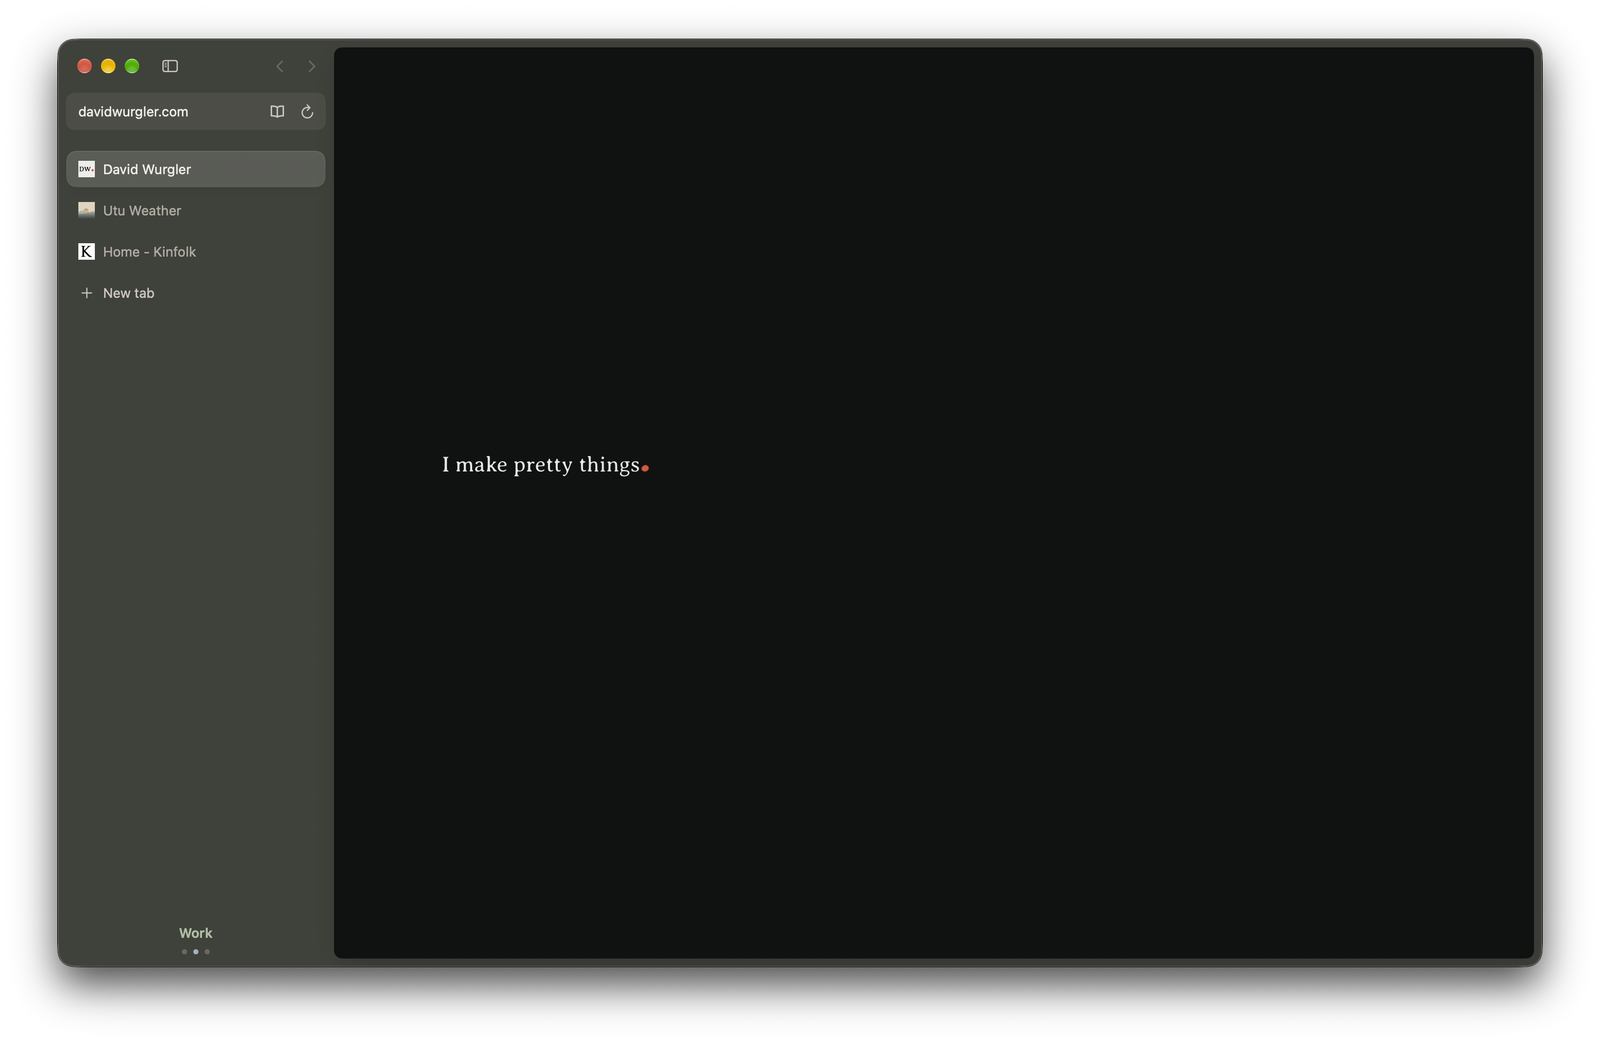 davidwurgler.com
DW. David Wurgler
Utu Weather
K Home - Kinfolk
New tab
I make pretty things.
Work